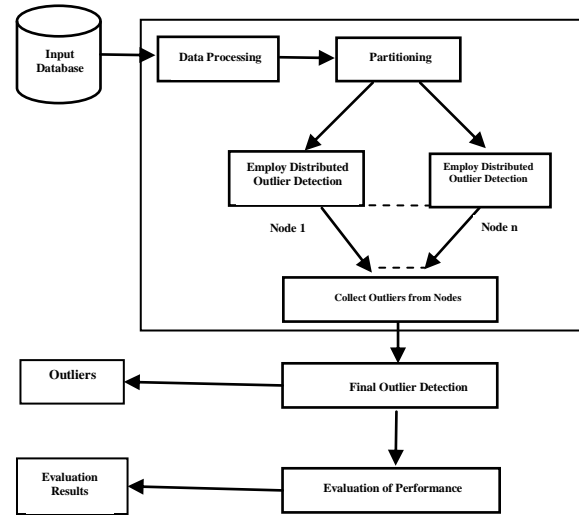 Input
Database
Data Processing
Partitioning
Employ Distributed
Outlier Detection
Employ Distributed
Outlier Detection
Node 1
Node n
Collect Outliers from Nodes
Outliers
Final Outlier Detection
Evaluation
Results
Evaluation of Performance